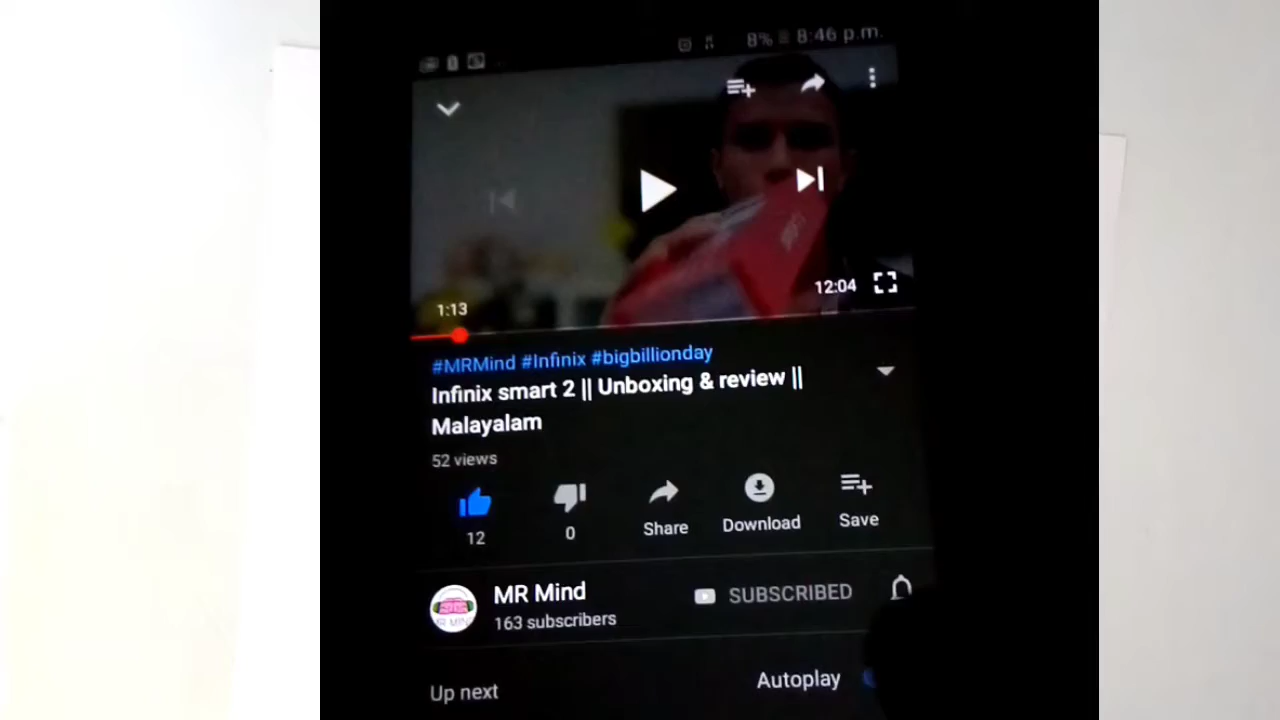 8% 8:46 p.m.
1:13
12:04
#MRMind #Infinix #bigbillionday
Infinix smart 2 || Unboxing & review ||
Malayalam
52 views
12
0
Share
Download
Save
MR Mind
163 subscribers
SUBSCRIBED
Up next
Autoplay